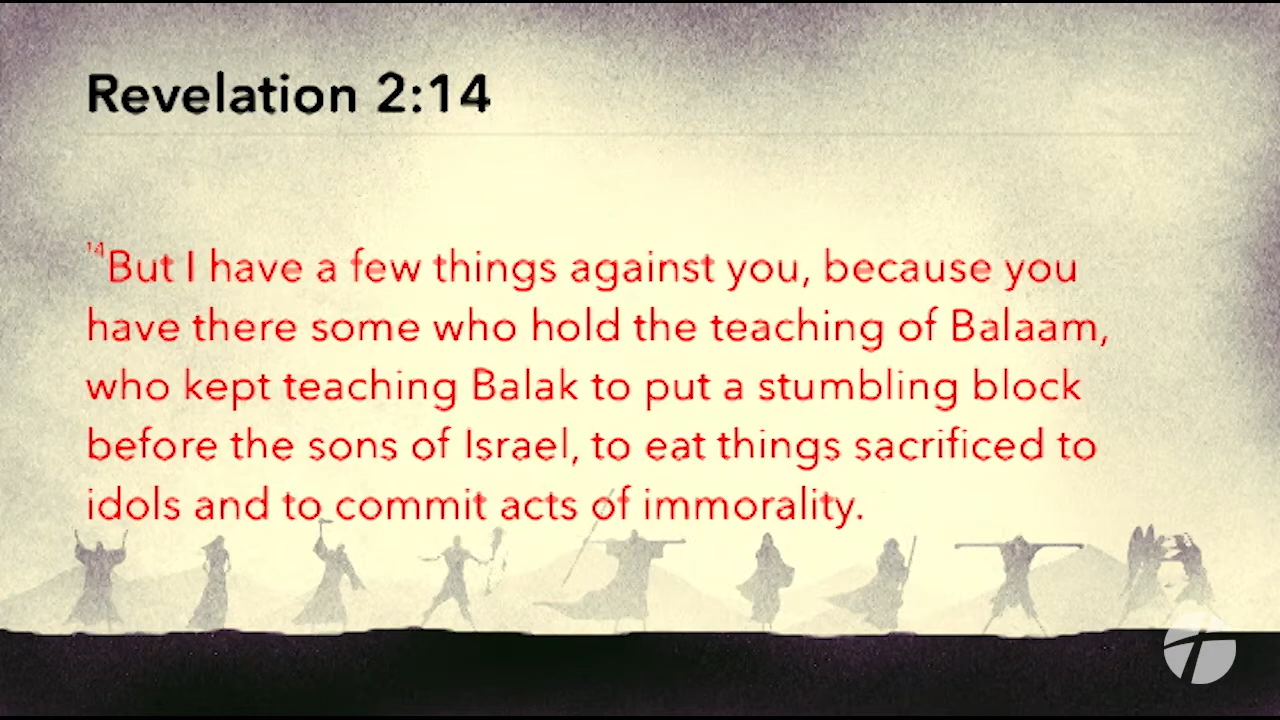 Revelation 2:14
14But I have a few things against you, because you
have there some who hold the teaching of Balaam,
who kept teaching Balak to put a stumbling block
before the sons of Israel, to eat things sacrificed to
idols and to commit acts of immorality.